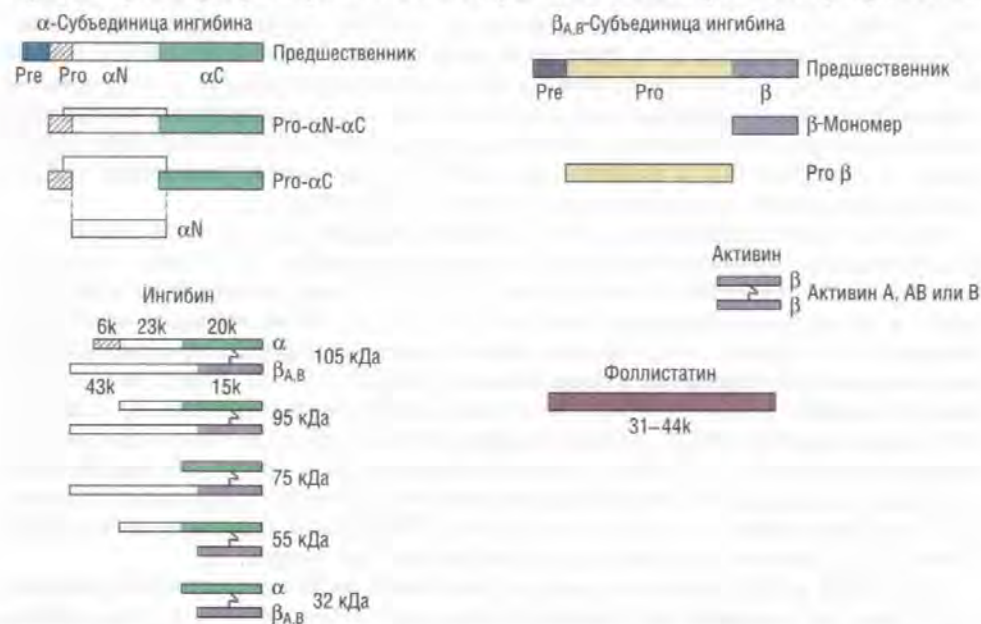 α-Субъединица ингибина
Предшественник
Pre Pro αN αC
Pro-αN-αC
Pro-αC
αN
Ингибин
6k 23k 20k
α
105 кДа
βA,B
43k 15k
95 кДа
75 кДа
55 кДа
α
32 кДа
βA,B
βA,B-Субъединица ингибина
Предшественник
Pre Pro β
β-Мономер
Pro β
Активин
β
Активин А, АВ или В
β
Фоллистатин
31–44k